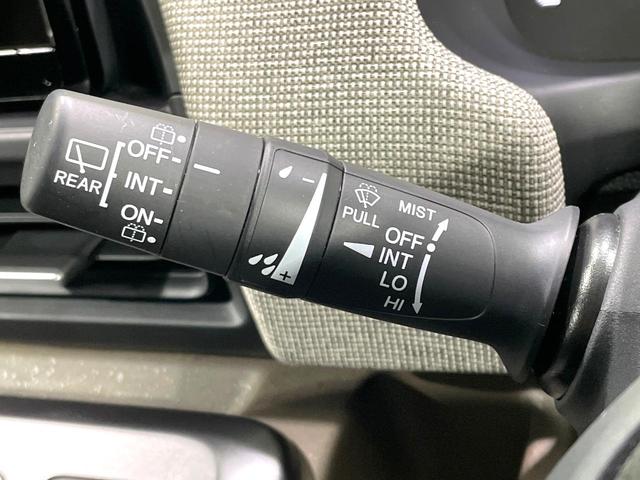 OFF-
REAR
INT-
ON-
-
+
PULL
MIST
OFF
INT
LO
HI